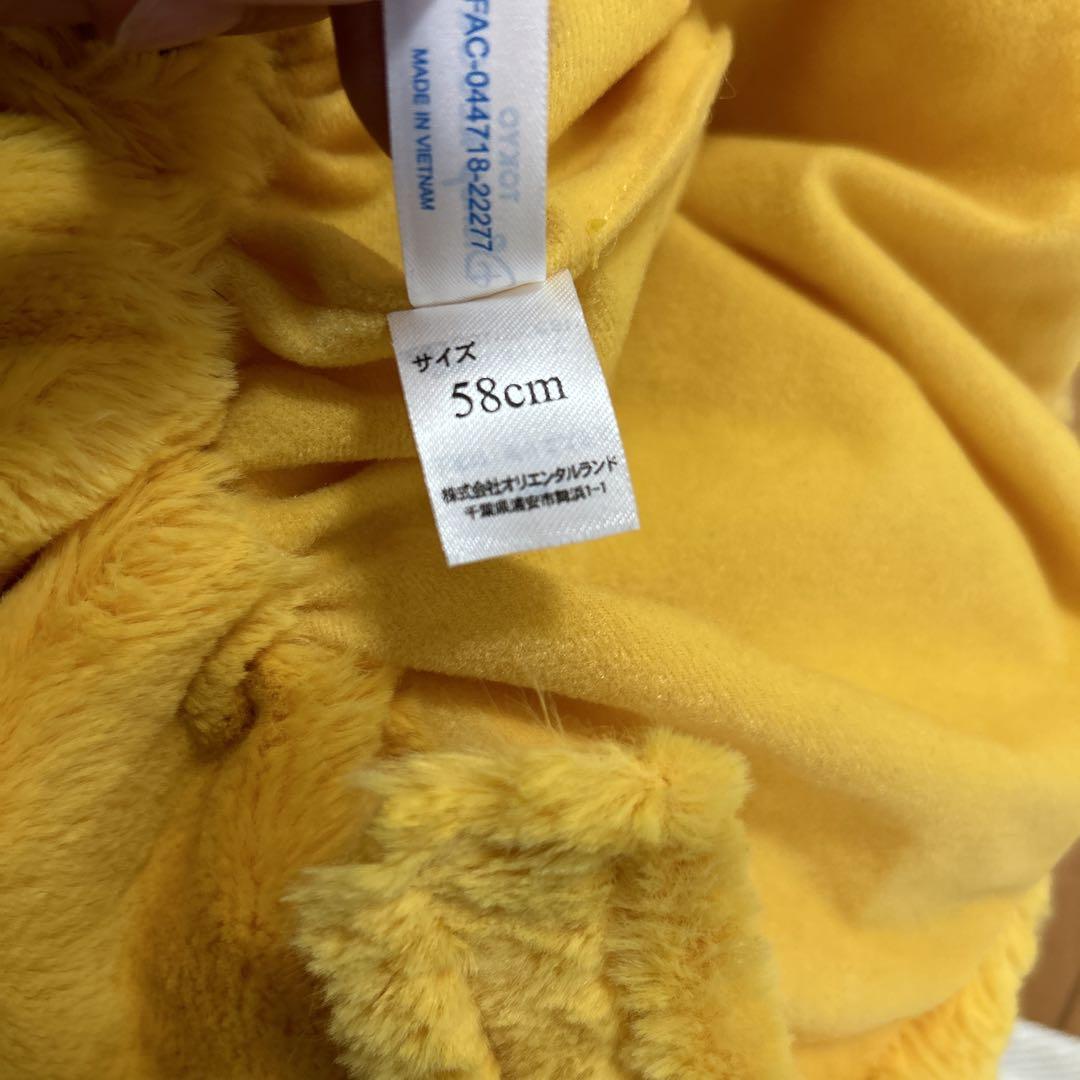 FAC-044718-22277
MADE IN VIETNAM
TOKYO
サイズ
58cm
株式会社オリエンタルランド
千葉県浦安市舞浜1-1